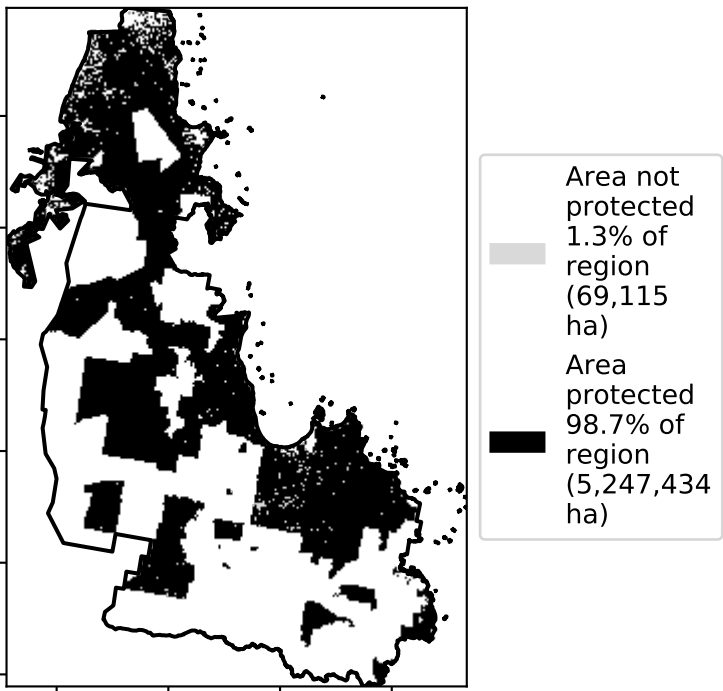 Area not
protected
1.3% of
region
(69,115
ha)
Area
protected
98.7% of
region
(5,247,434
ha)